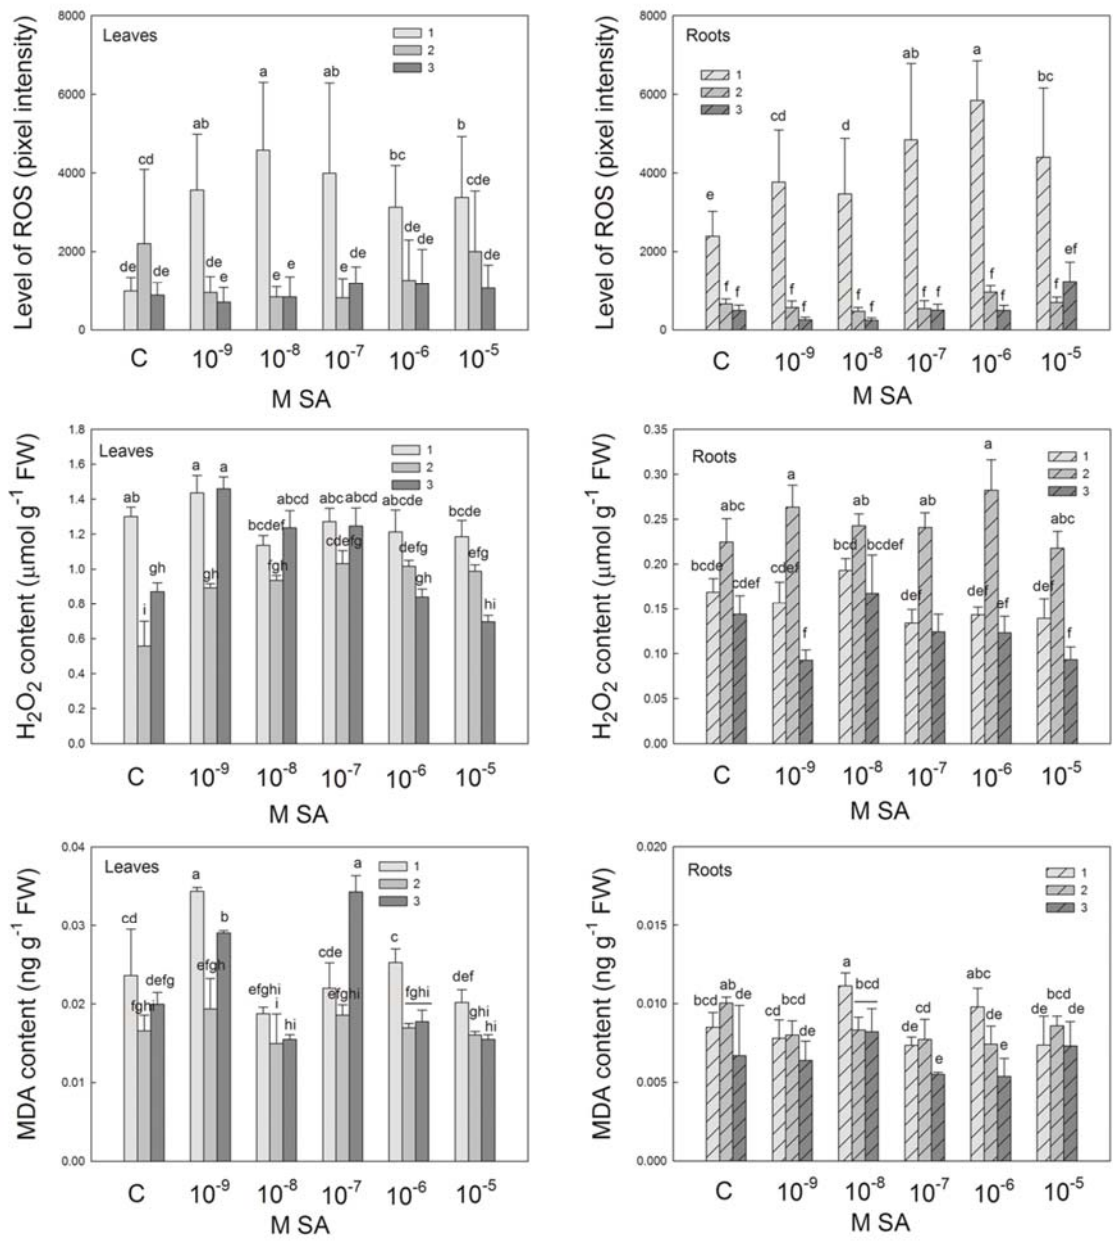 Leaves
1
2
3
Level of ROS (pixel intensity)
8000
6000
4000
2000
0
de cd de
ab de e
a e e
ab e de
bc de de
b cde de
C 10-9 10-8 10-7 10-6 10-5
M SA
Roots
1
2
3
Level of ROS (pixel intensity)
8000
6000
4000
2000
0
e f f
cd f f
d f f
ab f f
a f f
bc f ef
C 10-9 10-8 10-7 10-6 10-5
M SA
Leaves
1
2
3
H2O2 content (μmol g-1 FW)
1.8
1.6
1.4
1.2
1.0
0.8
0.6
0.4
0.2
0.0
ab i gh
a gh a
bcdef fgh abcd
abc cdefg abcd
abcde defg gh
bcde efg hi
C 10-9 10-8 10-7 10-6 10-5
M SA
Roots
1
2
3
H2O2 content (μmol g-1 FW)
0.35
0.30
0.25
0.20
0.15
0.10
0.05
0.00
bcde abc cdef
cdef a f
bcd ab bcdef
def ab
def a ef
def abc f
C 10-9 10-8 10-7 10-6 10-5
M SA
Leaves
1
2
3
MDA content (ng g-1 FW)
0.04
0.03
0.02
0.01
0.00
cd fghi defg
a efgh b
efghi i hi
cde efghi a
c fghi
def ghi hi
C 10-9 10-8 10-7 10-6 10-5
M SA
Roots
1
2
3
MDA content (ng g-1 FW)
0.020
0.015
0.010
0.005
0.000
bcd ab de
cd bcd de
a bcd
de cd e
abc de e
de bcd de
C 10-9 10-8 10-7 10-6 10-5
M SA